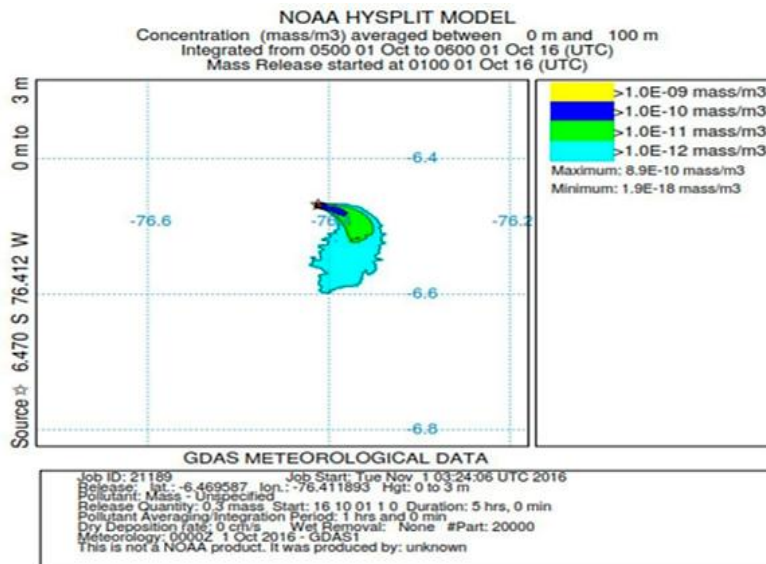 NOAA HYSPLIT MODEL
Concentration (mass/m3) averaged between 0 m and 100 m
Integrated from 0500 01 Oct to 0600 01 Oct 16 (UTC)
Mass Release started at 0100 01 Oct 16 (UTC)
Source ☆ 6.470 S 76.412 W 0 m to 3 m
>1.0E-09 mass/m3
>1.0E-10 mass/m3
>1.0E-11 mass/m3
>1.0E-12 mass/m3
Maximum: 8.9E-10 mass/m3
Minimum: 1.9E-18 mass/m3
-6.4
-76.6
-76.2
-6.6
-6.8
GDAS METEOROLOGICAL DATA
Job ID: 21189 Job Start: Tue Nov 1 03:24:06 UTC 2016
Release: lat.: -6.469587 lon.: -76.411893 Hgt: 0 to 3 m
Pollutant: Mass - Unspecified
Release Quantity: 0.3 mass Start: 16 10 01 1 0 Duration: 5 hrs, 0 min
Pollutant Averaging/Integration Period: 1 hrs and 0 min
Dry Deposition rate: 0 cm/s Wet Removal: None #Part: 20000
Meteorology: 0000Z 1 Oct 2016 - GDAS1
This is not a NOAA product. It was produced by: unknown